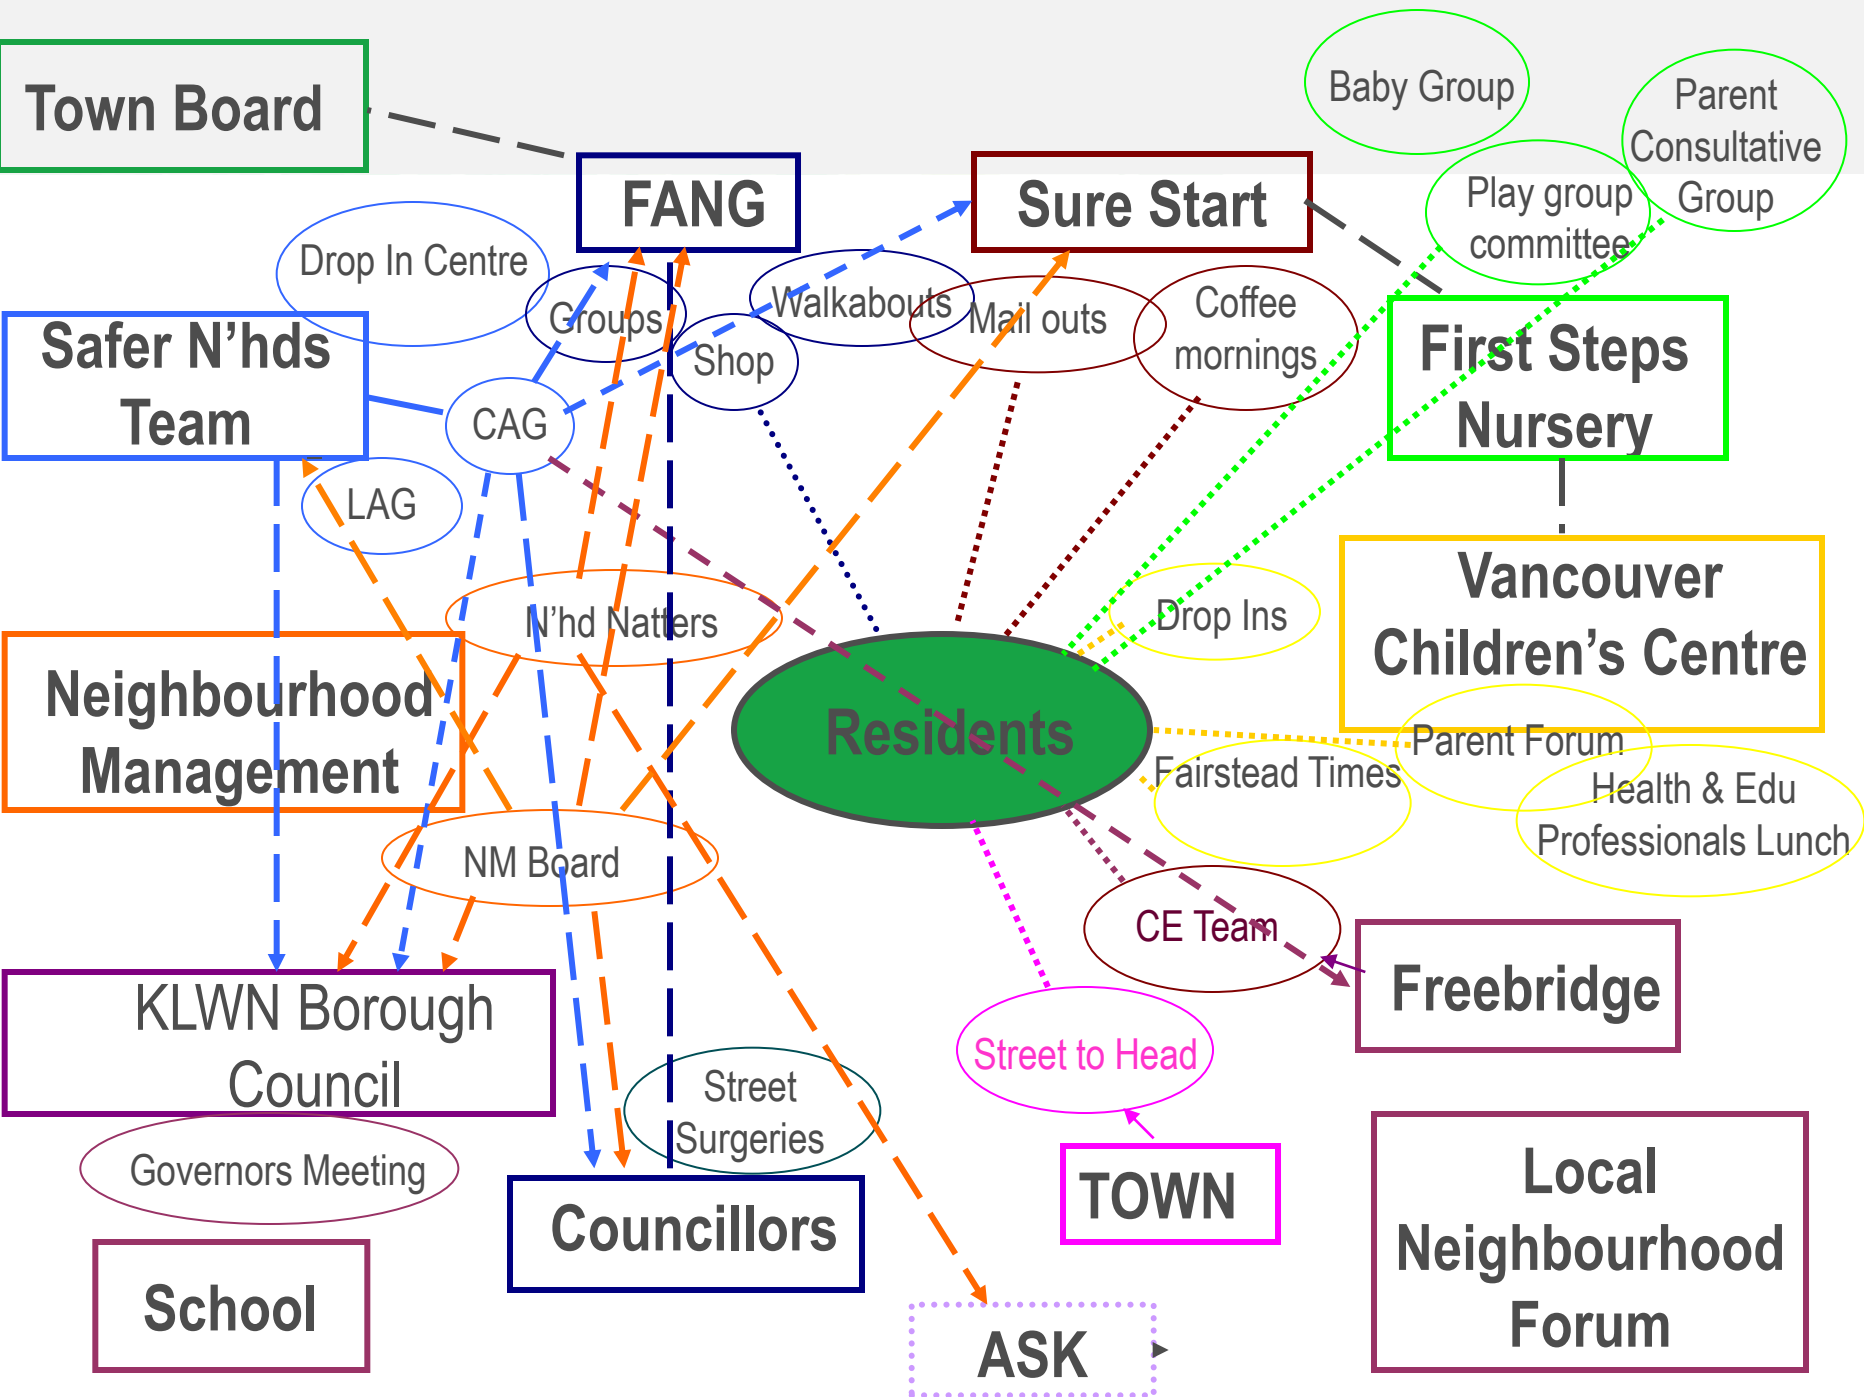 Town Board
Baby Group
Parent
Consultative
Group
FANG
Sure Start
Play group
committee
Drop In Centre
Groups
Shop
Walkabouts
Mail outs
Coffee
mornings
Safer N'hds
Team
CAG
First Steps
Nursery
LAG
N'hd Natters
Drop Ins
Vancouver
Children's Centre
Neighbourhood
Management
Residents
Parent Forum
Fairstead Times
Health & Edu
Professionals Lunch
NM Board
CE Team
Freebridge
KLWN Borough
Council
Street to Head
Street
Surgeries
Governors Meeting
TOWN
Local
Neighbourhood
Forum
Councillors
School
ASK